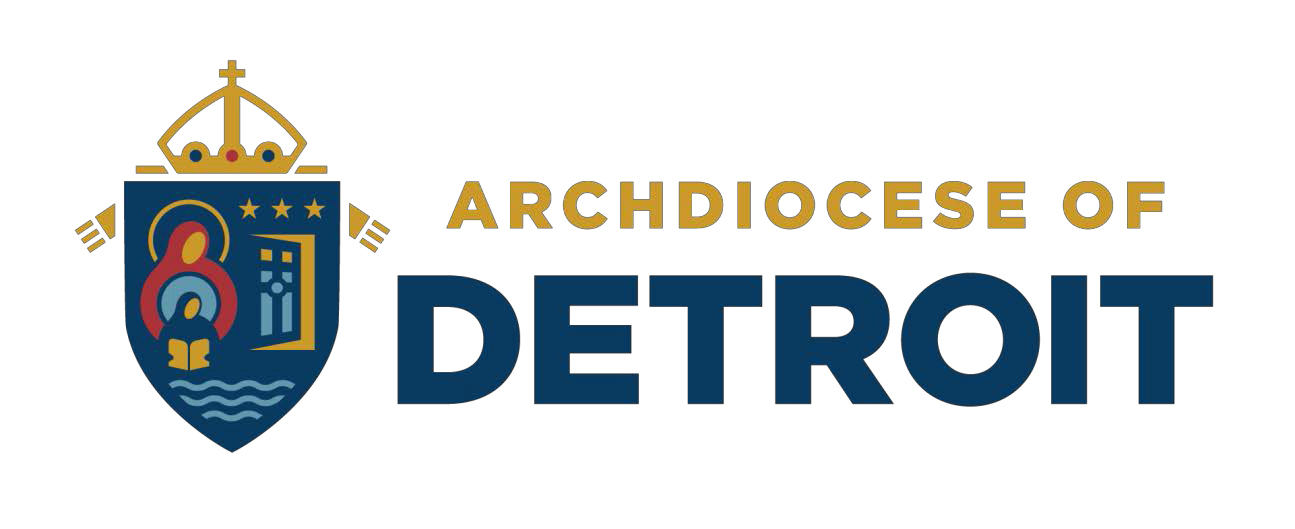 ARCHDIOCESE OF
DETROIT